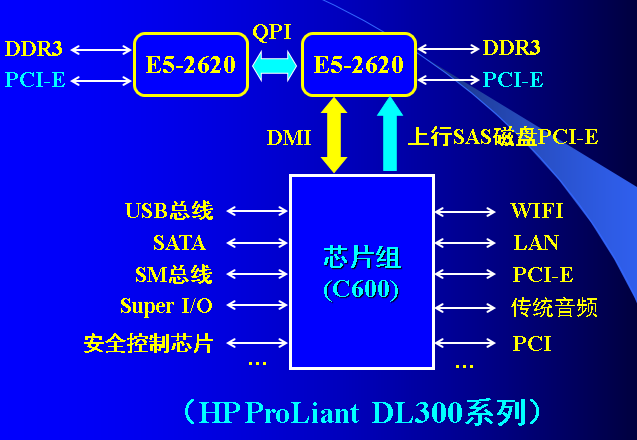 QPI
DDR3 E5-2620 E5-2620 DDR3
PCI-E PCI-E
DMI 上行SAS磁盘PCI-E
USB总线 WIFI
SATA LAN
芯片组
SM总线 PCI-E
(C600)
Super I/O 传统音频
安全控制芯片 PCI
... ...
（HP ProLiant DL300系列）